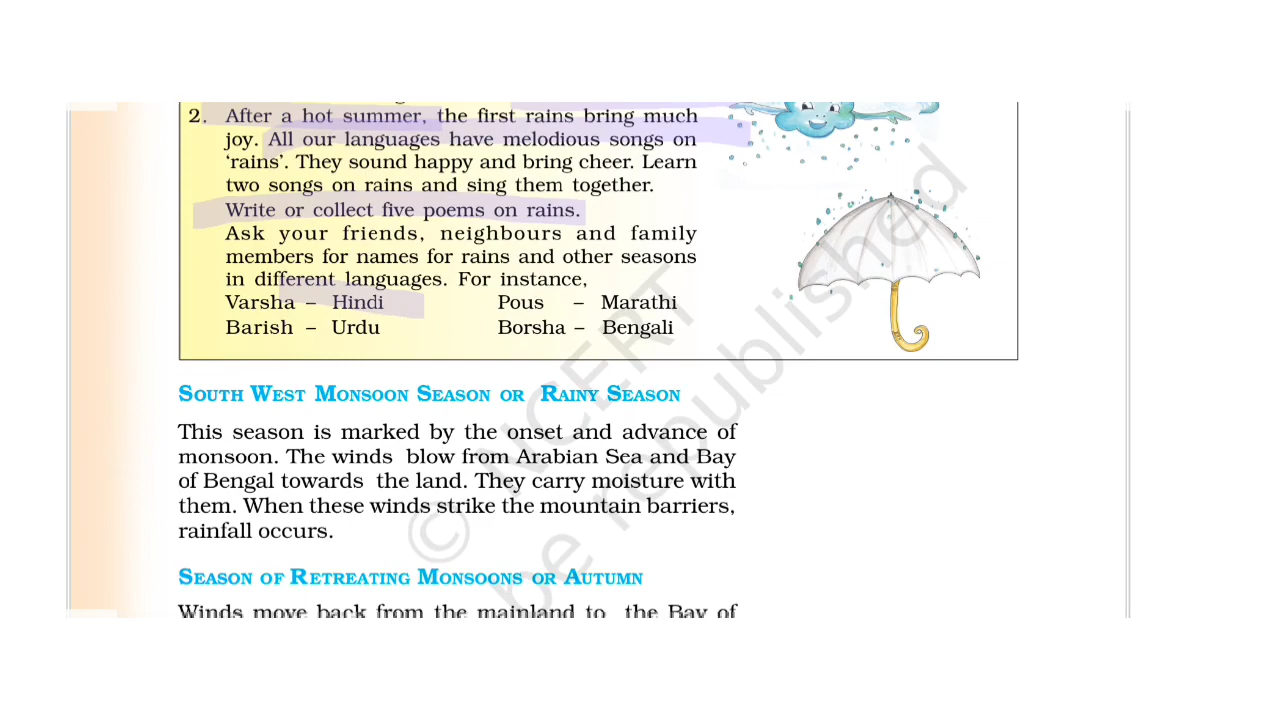 2. After a hot summer, the first rains bring much
joy. All our languages have melodious songs on
‘rains’. They sound happy and bring cheer. Learn
two songs on rains and sing them together.
Write or collect five poems on rains.
Ask your friends, neighbours and family
members for names for rains and other seasons
in different languages. For instance,
Varsha – Hindi Pous – Marathi
Barish – Urdu Borsha – Bengali
SOUTH WEST MONSOON SEASON OR RAINY SEASON
This season is marked by the onset and advance of
monsoon. The winds blow from Arabian Sea and Bay
of Bengal towards the land. They carry moisture with
them. When these winds strike the mountain barriers,
rainfall occurs.
SEASON OF RETREATING MONSOONS OR AUTUMN
Winds move back from the mainland to the Bay of
© NCERT
be republished